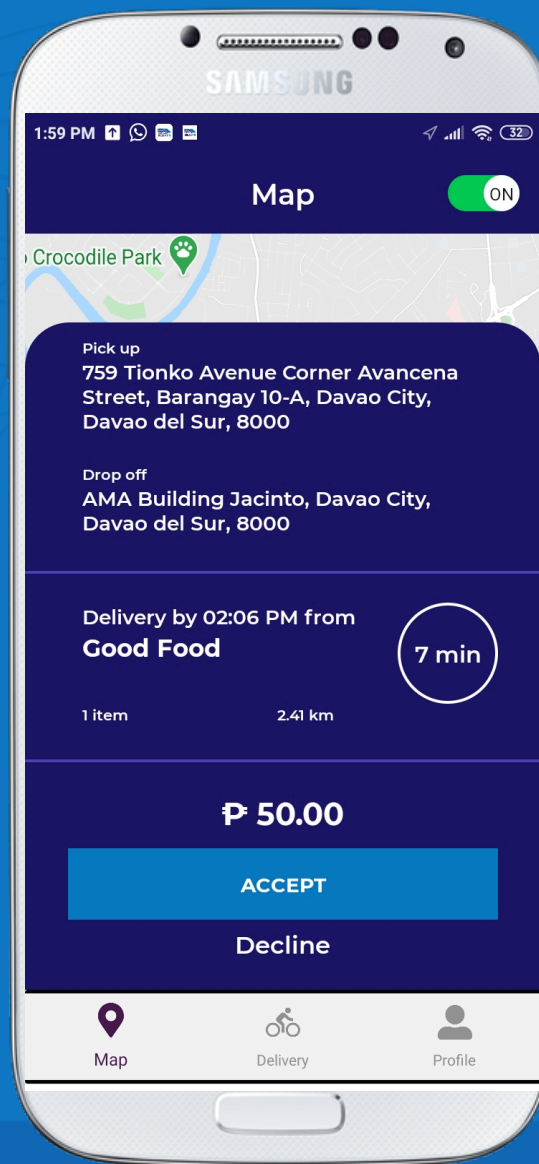 SAMSUNG
1:59 PM
32
Map
ON
Crocodile Park
Pick up
759 Tionko Avenue Corner Avancena
Street, Barangay 10-A, Davao City,
Davao del Sur, 8000
Drop off
AMA Building Jacinto, Davao City,
Davao del Sur, 8000
Delivery by 02:06 PM from
Good Food
7 min
1 item
2.41 km
₱ 50.00
ACCEPT
Decline
Map
Delivery
Profile